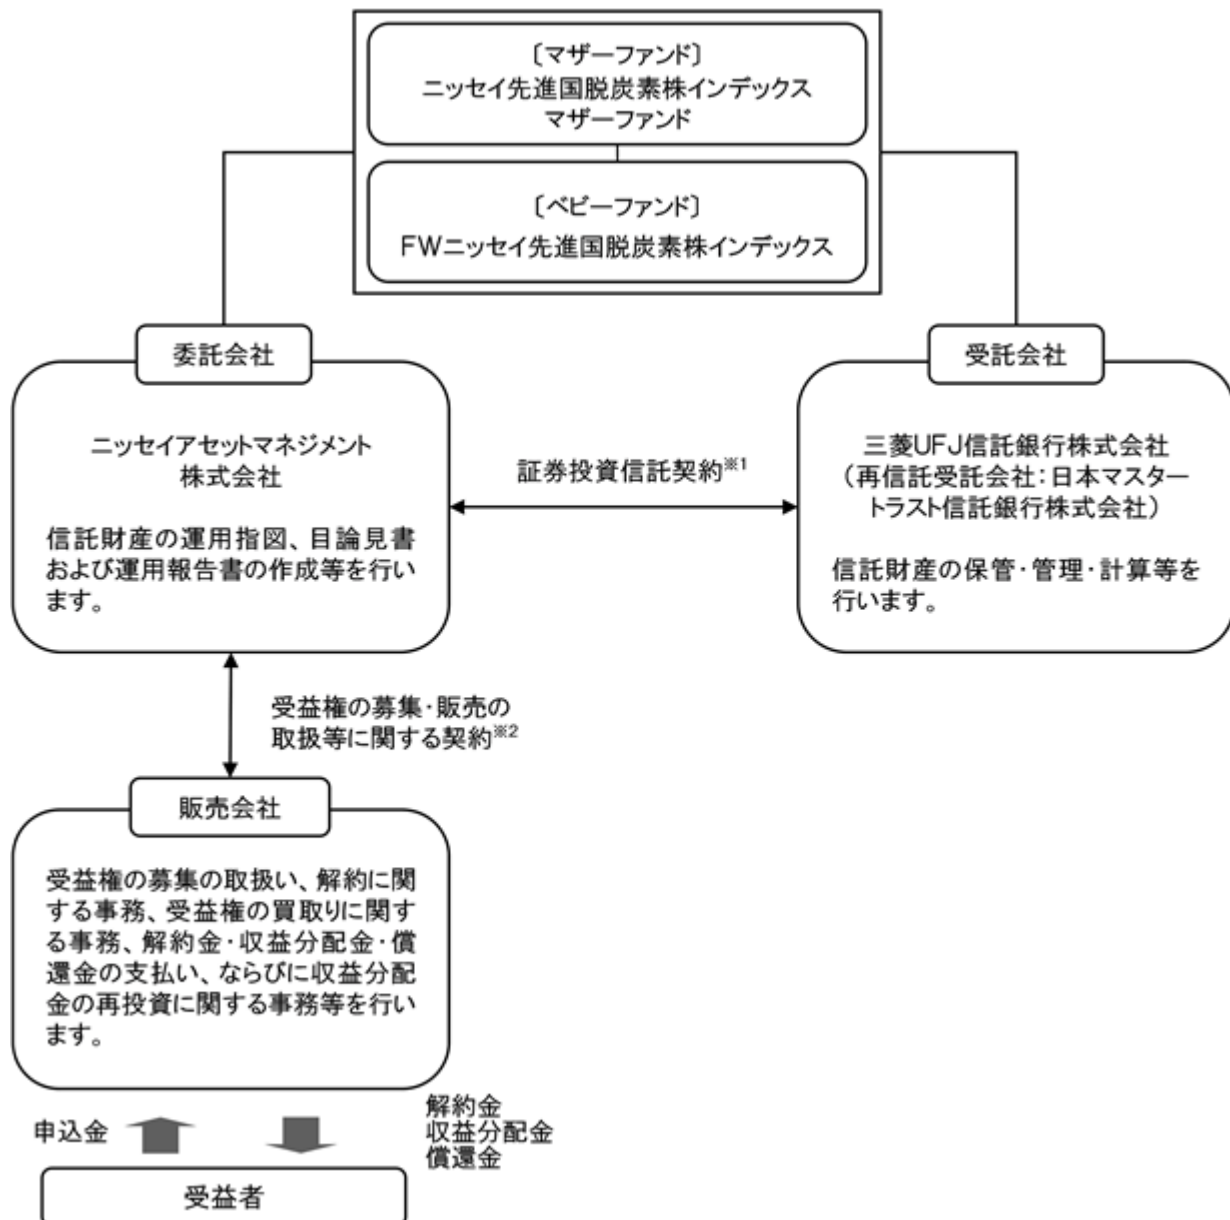 〔マザーファンド〕
ニッセイ先進国脱炭素株インデックス
マザーファンド
〔ベビーファンド〕
FWニッセイ先進国脱炭素株インデックス
委託会社
ニッセイアセットマネジメント
株式会社
信託財産の運用指図、目論見書
および運用報告書の作成等を行い
ます。
証券投資信託契約※1
受託会社
三菱UFJ信託銀行株式会社
（再信託受託会社：日本マスター
トラスト信託銀行株式会社）
信託財産の保管・管理・計算等を
行います。
受益権の募集・販売の
取扱等に関する契約※2
販売会社
受益権の募集の取扱い、解約に関
する事務、受益権の買取りに関す
る事務、解約金・収益分配金・償
還金の支払い、ならびに収益分配
金の再投資に関する事務等を行い
ます。
申込金
解約金
収益分配金
償還金
受益者